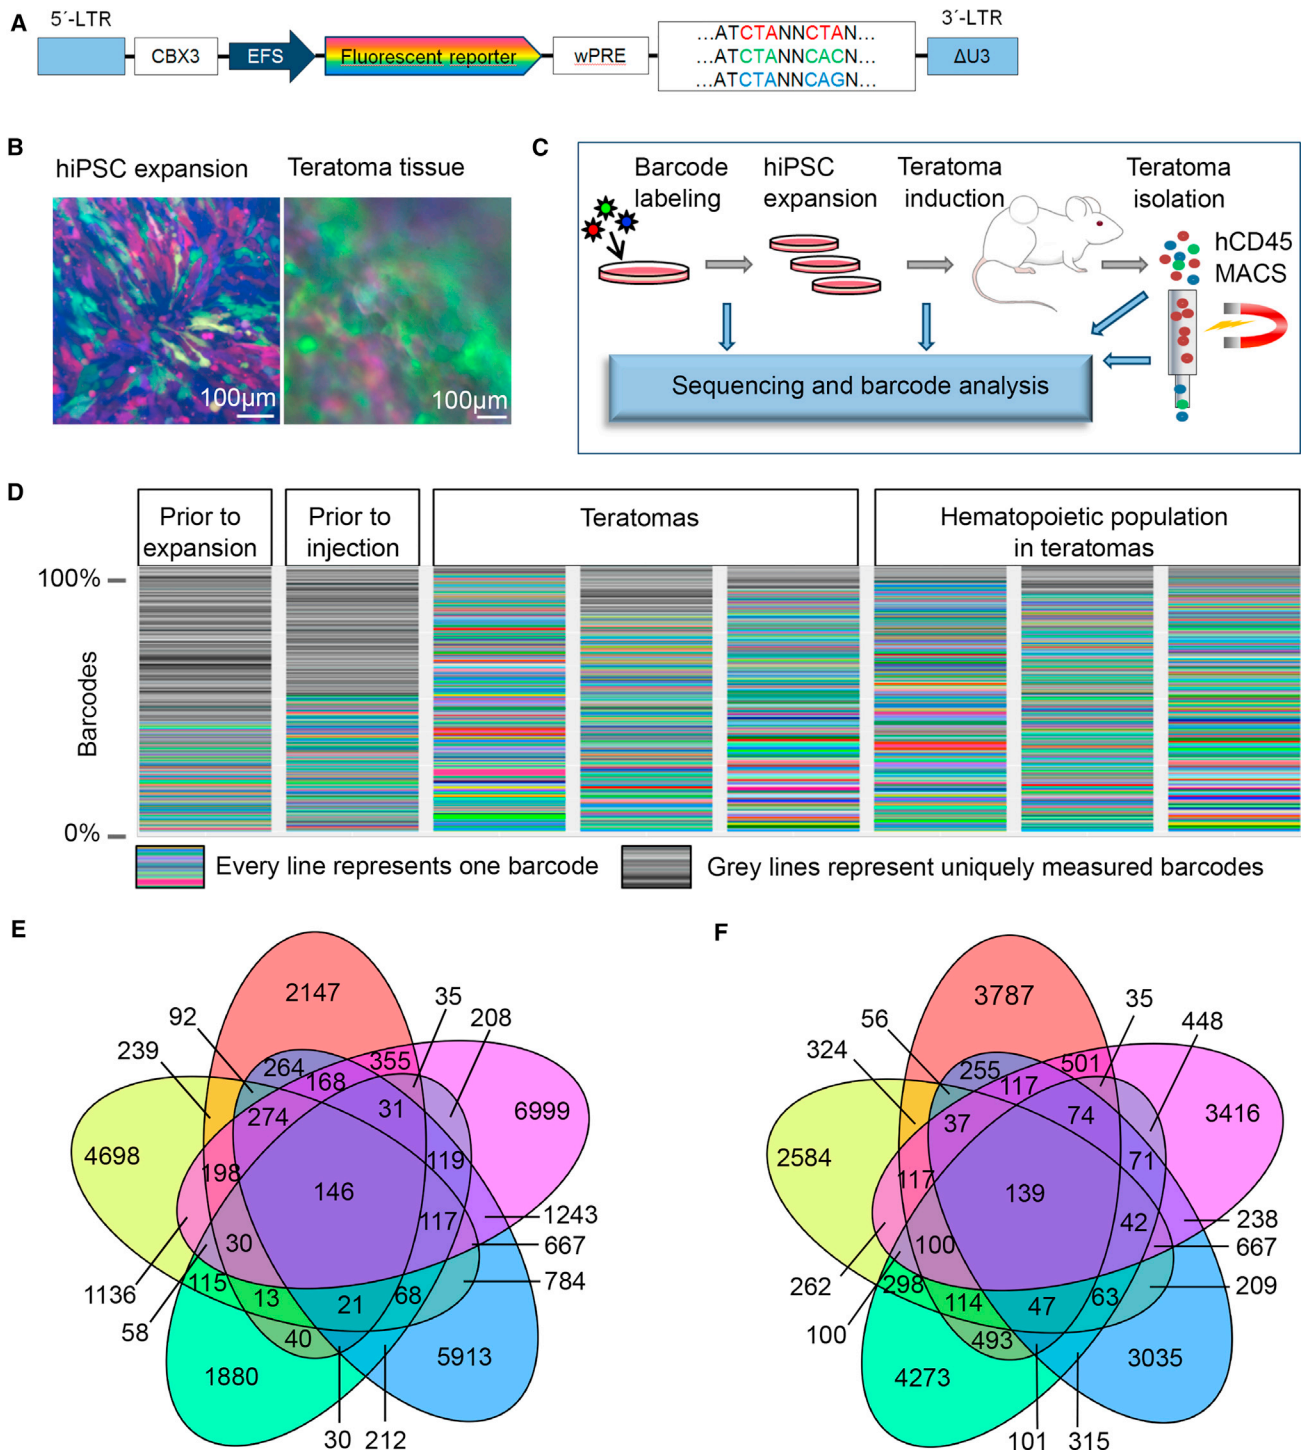 A
5´-LTR
3´-LTR
CBX3
EFS
Fluorescent reporter
wPRE
...ATCTANNCTAN...
...ATCTANNCACN...
...ATCTANNCAGN...
ΔU3
B
hiPSC expansion
Teratoma tissue
100µm
100µm
C
Barcode
labeling
hiPSC
expansion
Teratoma
induction
Teratoma
isolation
hCD45
MACS
Sequencing and barcode analysis
D
Prior to
expansion
Prior to
injection
Teratomas
Hematopoietic population
in teratomas
100%
Barcodes
0%
Every line represents one barcode
Grey lines represent uniquely measured barcodes
E
2147
35
208
92
239
264
168
355
31
6999
274
4698
198
119
146
117
1243
667
784
30
1136
58
115
13
21
68
40
1880
5913
30
212
F
3787
35
448
56
324
255
117
501
74
3416
37
2584
117
71
139
42
238
667
209
100
262
100
298
114
47
63
493
4273
3035
101
315